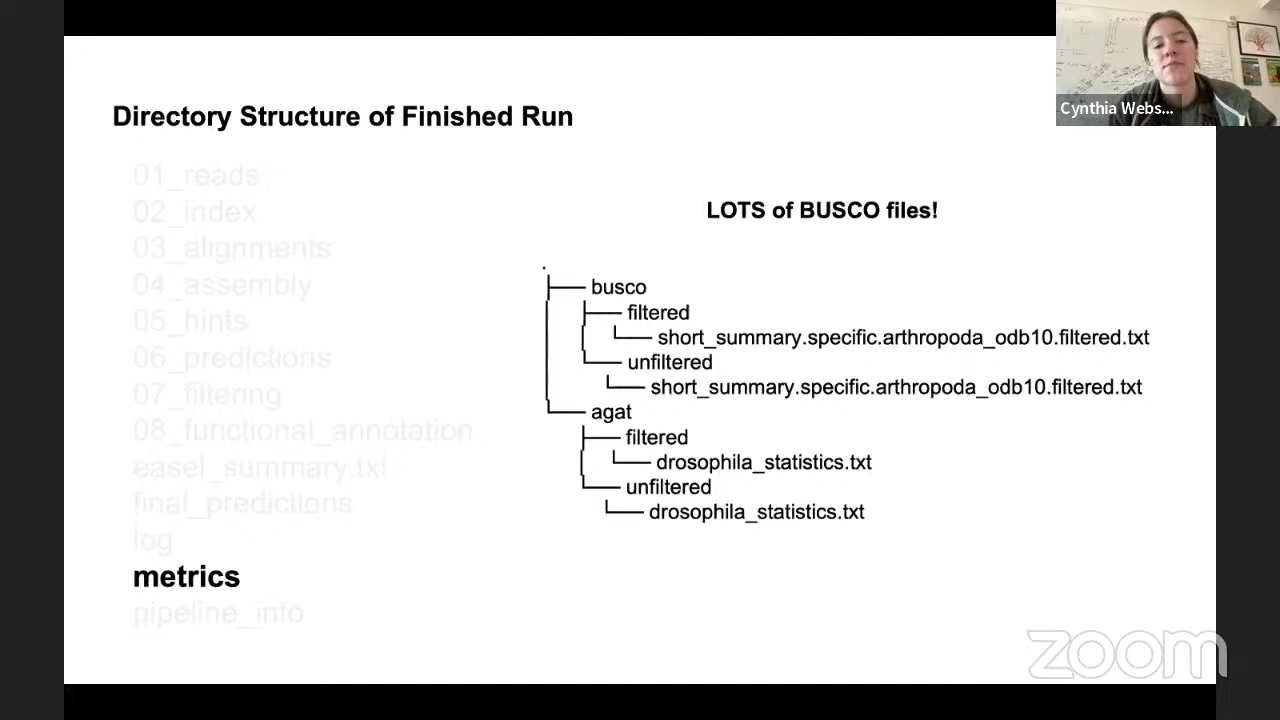 Cynthia Webs...
Directory Structure of Finished Run
01_reads
02_index
03_alignments
04_assembly
05_hints
06_predictions
07_filtering
08_functional_annotation
easel_summary.txt
final_predictions
log
metrics
pipeline_info
LOTS of BUSCO files!
.
busco
filtered
short_summary.specific.arthropoda_odb10.filtered.txt
unfiltered
short_summary.specific.arthropoda_odb10.filtered.txt
agat
filtered
drosophila_statistics.txt
unfiltered
drosophila_statistics.txt
zoom